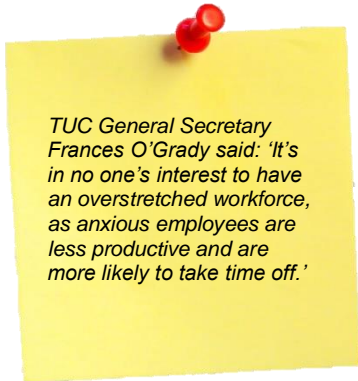 TUC General Secretary
Frances O’Grady said: ‘It’s
in no one’s interest to have
an overstretched workforce,
as anxious employees are
less productive and are
more likely to take time off.’